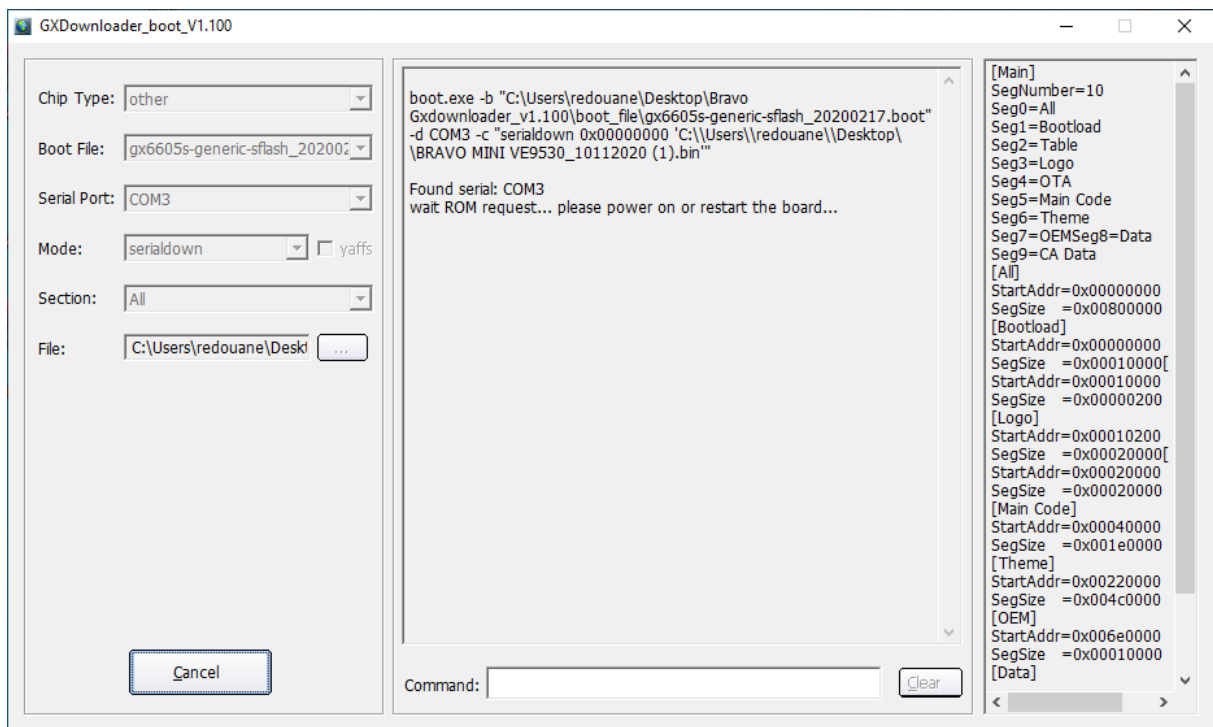 GXDownloader_boot_V1.100
Chip Type: other
Boot File: gx6605s-generic-sflash_202002
Serial Port: COM3
Mode: serialdown yaffs
Section: All
File: C:\Users\redouane\Deskt ...
Cancel
boot.exe -b "C:\Users\redouane\Desktop\Bravo
Gxdownloader_v1.100\boot_file\gx6605s-generic-sflash_20200217.boot"
-d COM3 -c "serialdown 0x00000000 'C:\\Users\\redouane\\Desktop\
\BRAVO MINI VE9530_10112020 (1).bin'"
Found serial: COM3
wait ROM request... please power on or restart the board...
Command:
Clear
[Main]
SegNumber=10
Seg0=All
Seg1=Bootload
Seg2=Table
Seg3=Logo
Seg4=OTA
Seg5=Main Code
Seg6=Theme
Seg7=OEMSeg8=Data
Seg9=CA Data
[All]
StartAddr=0x00000000
SegSize =0x00800000
[Bootload]
StartAddr=0x00000000
SegSize =0x00010000[
StartAddr=0x00010000
SegSize =0x00000200
[Logo]
StartAddr=0x00010200
SegSize =0x00020000[
StartAddr=0x00020000
SegSize =0x00020000
[Main Code]
StartAddr=0x00040000
SegSize =0x001e0000
[Theme]
StartAddr=0x00220000
SegSize =0x004c0000
[OEM]
StartAddr=0x006e0000
SegSize =0x00010000
[Data]